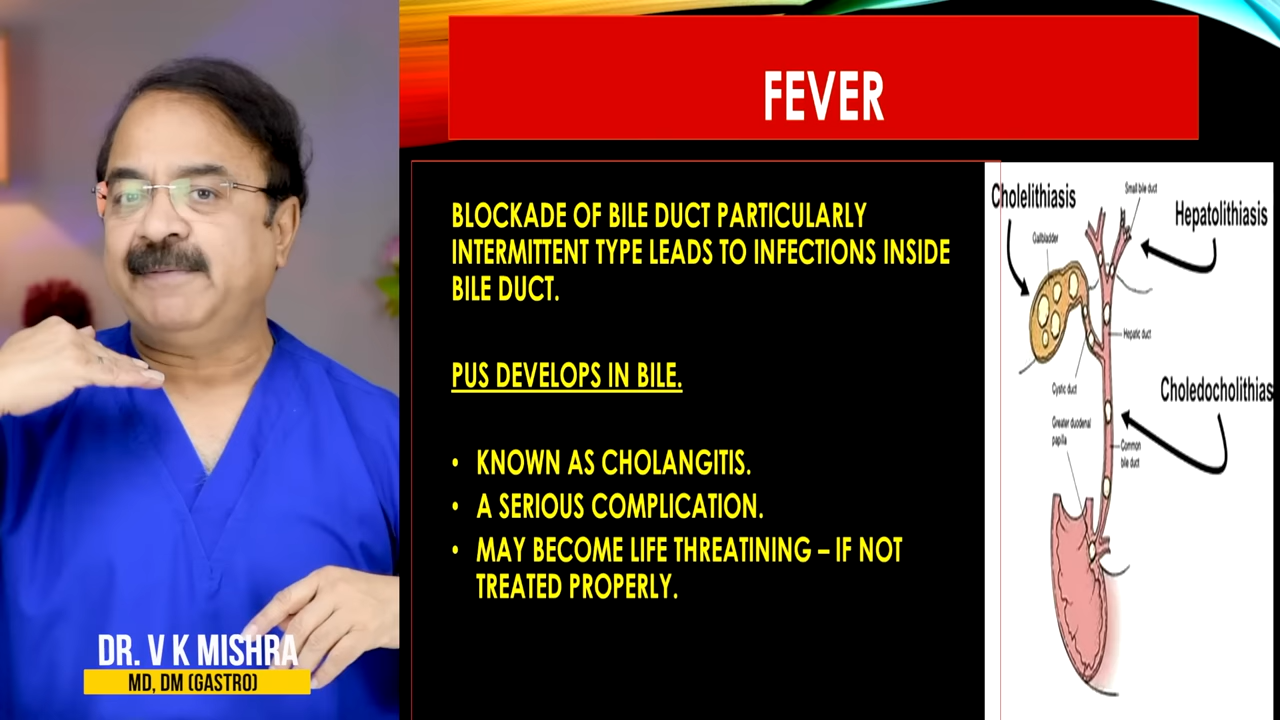 FEVER
BLOCKADE OF BILE DUCT PARTICULARLY
INTERMITTENT TYPE LEADS TO INFECTIONS INSIDE
BILE DUCT.
PUS DEVELOPS IN BILE.
• KNOWN AS CHOLANGITIS.
• A SERIOUS COMPLICATION.
• MAY BECOME LIFE THREATINING – IF NOT
TREATED PROPERLY.
Cholelithiasis
Small bile duct
Hepatolithiasis
Gallbladder
Hepatic duct
Cystic duct
Choledocholithias
Greater duodenal
papilla
Common
bile duct
DR. V K MISHRA
MD, DM (GASTRO)